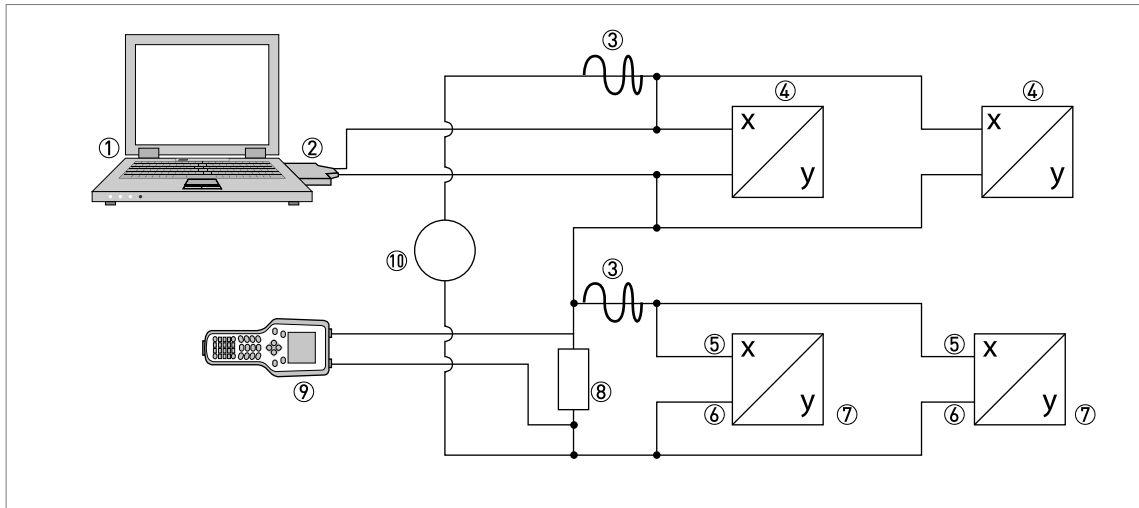 ③
④ ④
x x
① ②
y y
⑩
③
⑤ x ⑤ x
⑨ ⑧ ⑥ y ⑦ ⑥ y ⑦